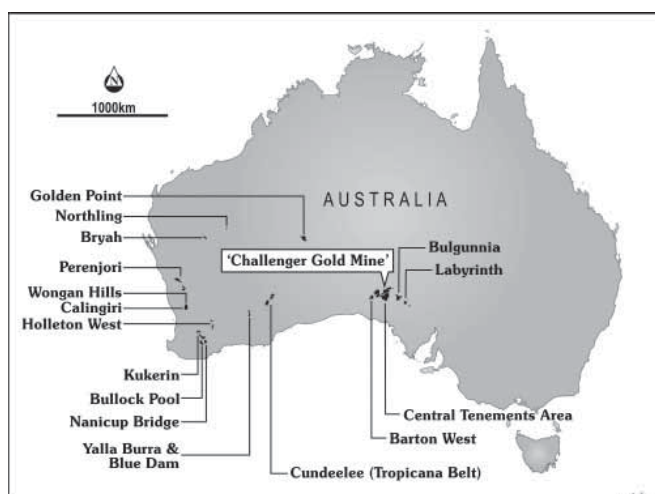 N
1000km
AUSTRALIA
Golden Point
Northling
Bryah
'Challenger Gold Mine'
Bulgunnia
Labyrinth
Perenjori
Wongan Hills
Calingiri
Holleton West
Kukerin
Bullock Pool
Nanicup Bridge
Yalla Burra &
Blue Dam
Cundeelee (Tropicana Belt)
Barton West
Central Tenements Area